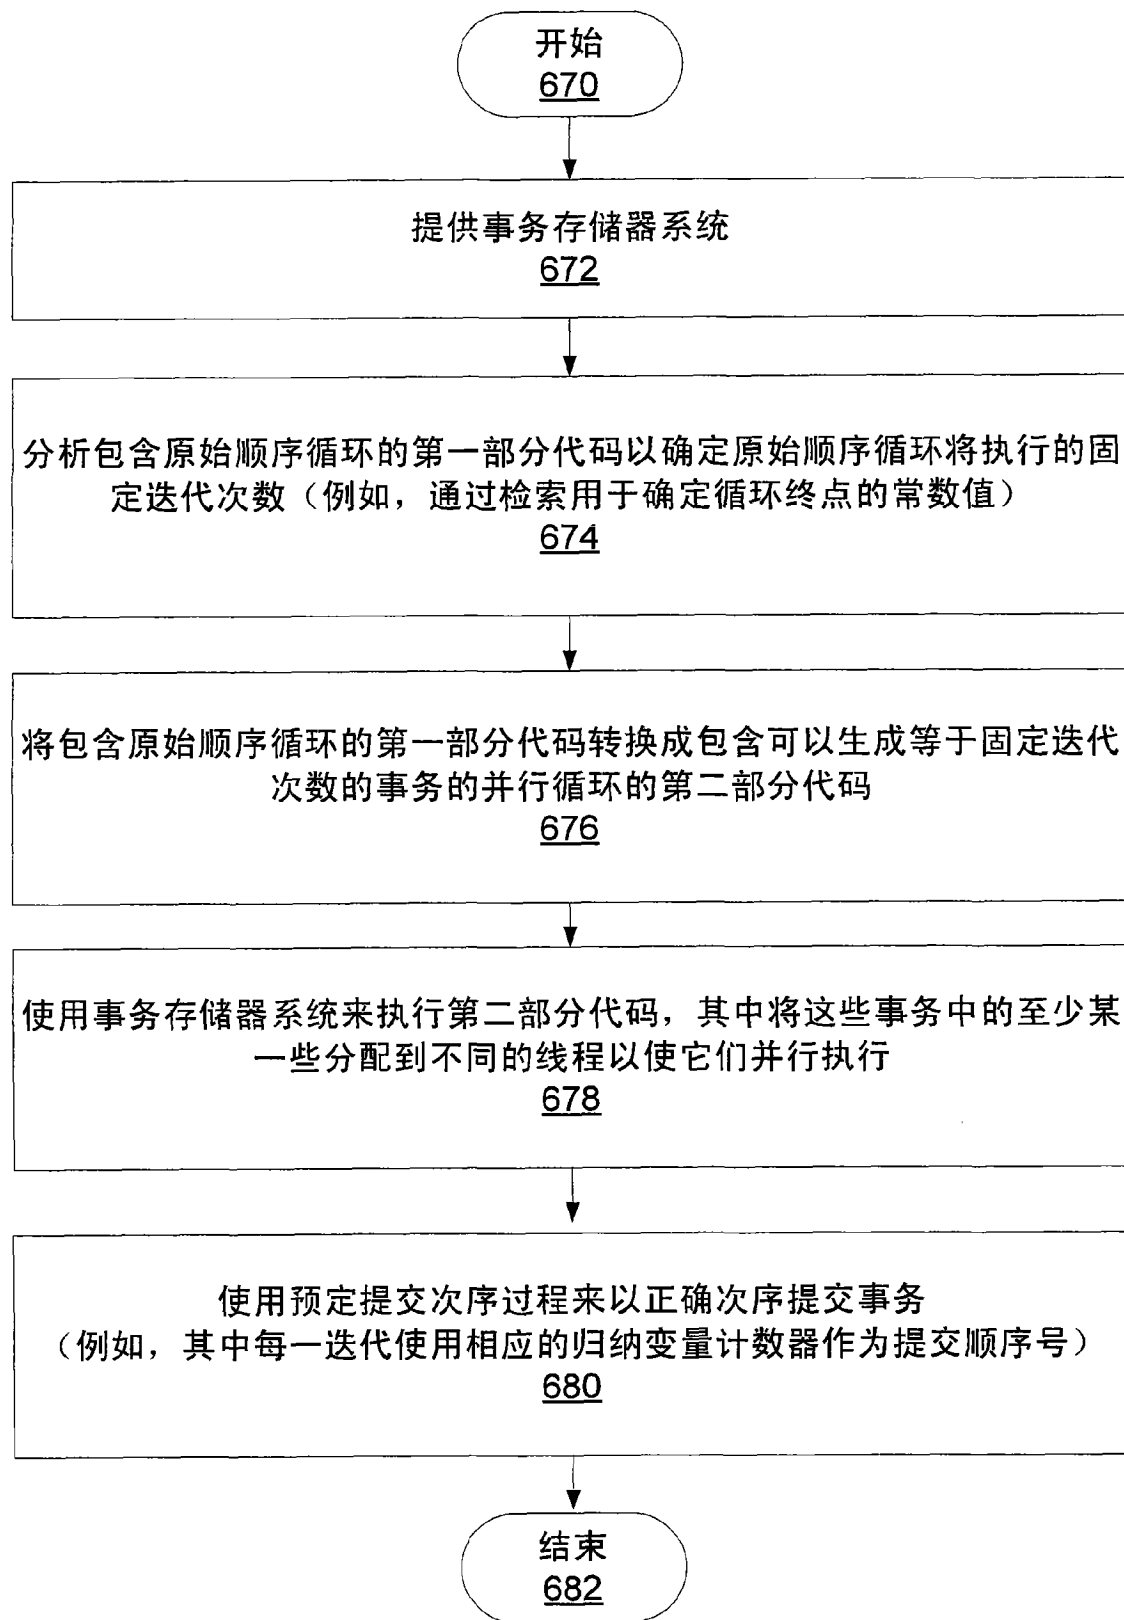 开始
670
提供事务存储器系统
672
分析包含原始顺序循环的第一部分代码以确定原始顺序循环将执行的固
定迭代次数（例如，通过检索用于确定循环终点的常数值）
674
将包含原始顺序循环的第一部分代码转换成包含可以生成等于固定迭代
次数的事务的并行循环的第二部分代码
676
使用事务存储器系统来执行第二部分代码，其中将这些事务中的至少某
一些分配到不同的线程以使它们并行执行
678
使用预定提交次序过程来以正确次序提交事务
（例如，其中每一迭代使用相应的归纳变量计数器作为提交顺序号）
680
结束
682